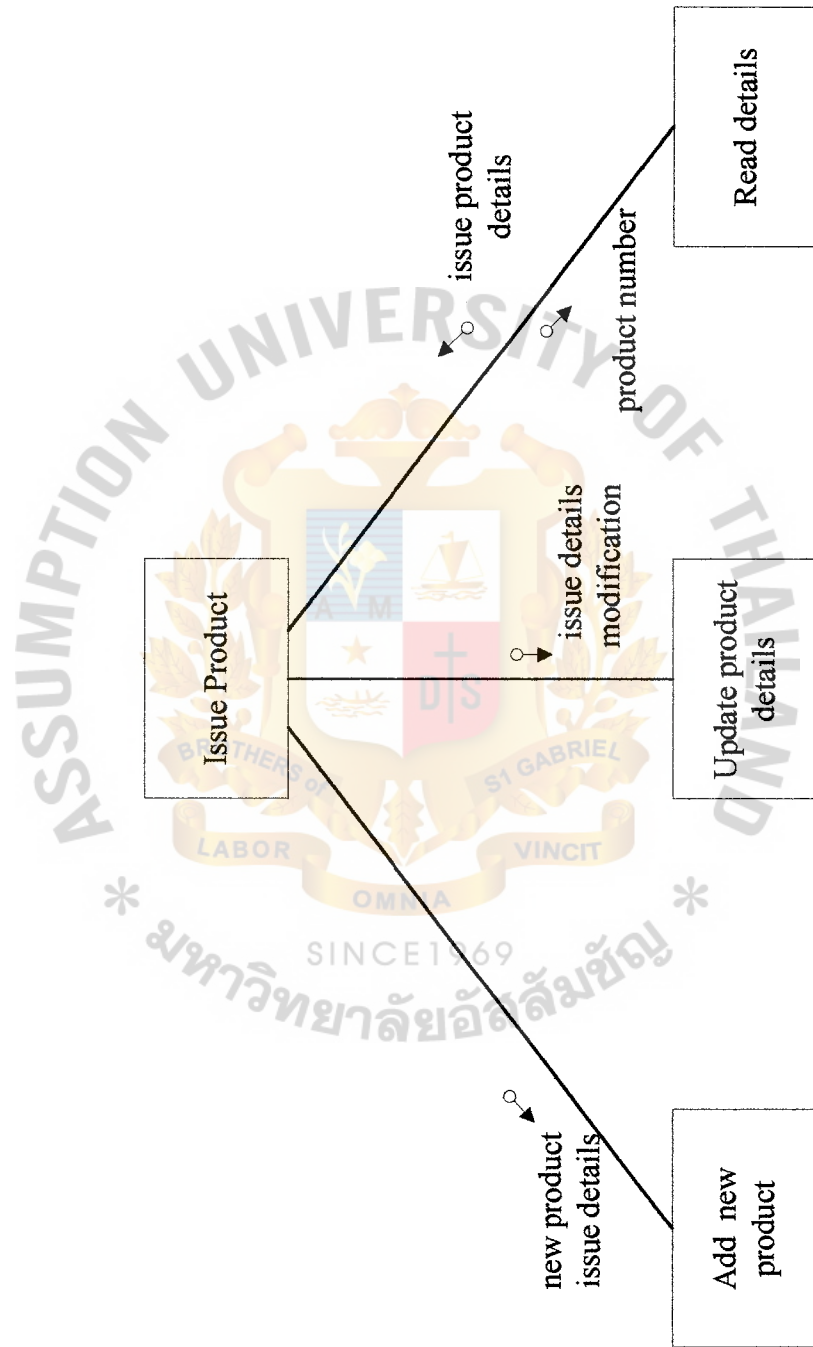 Issue Product
new product
issue details
issue details
modification
issue product
details
product number
Add new
product
Update product
details
Read details
ASSUMPTION UNIVERSITY OF THAILAND
A M
D S
BROTHERS of
S1 GABRIEL
LABOR
OMNIA
VINCIT
SINCE1969
* มหาวิทยาลัยอัสสัมชัญ *